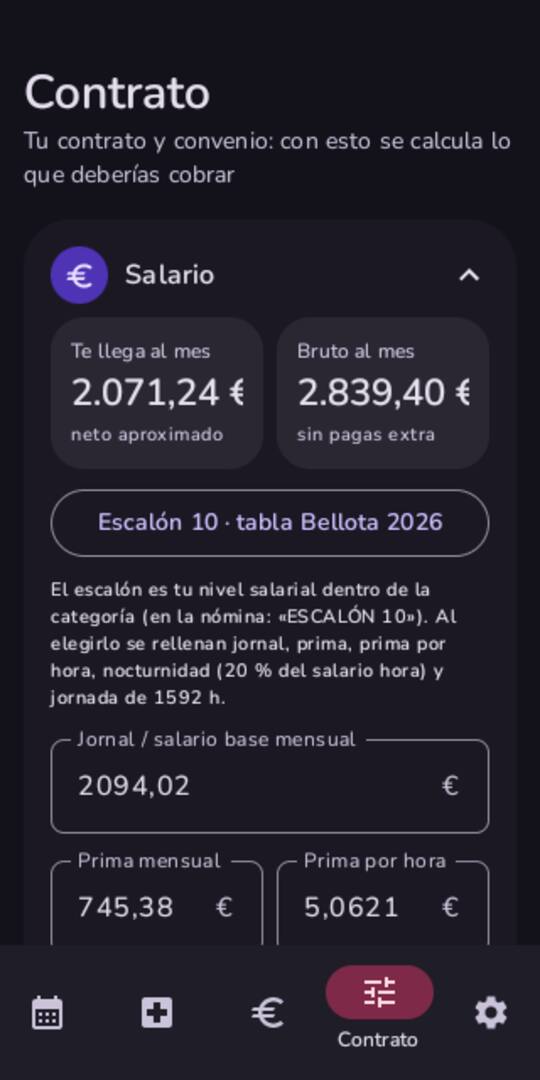 Contrato
Tu contrato y convenio: con esto se calcula lo
que deberías cobrar
€ Salario
Te llega al mes
2.071,24 €
neto aproximado
Bruto al mes
2.839,40 €
sin pagas extra
Escalón 10 · tabla Bellota 2026
El escalón es tu nivel salarial dentro de la
categoría (en la nómina: «ESCALÓN 10»). Al
elegirlo se rellenan jornal, prima, prima por
hora, nocturnidad (20 % del salario hora) y
jornada de 1592 h.
Jornal / salario base mensual
2094,02 €
Prima mensual
745,38 €
Prima por hora
5,0621 €
€
Contrato